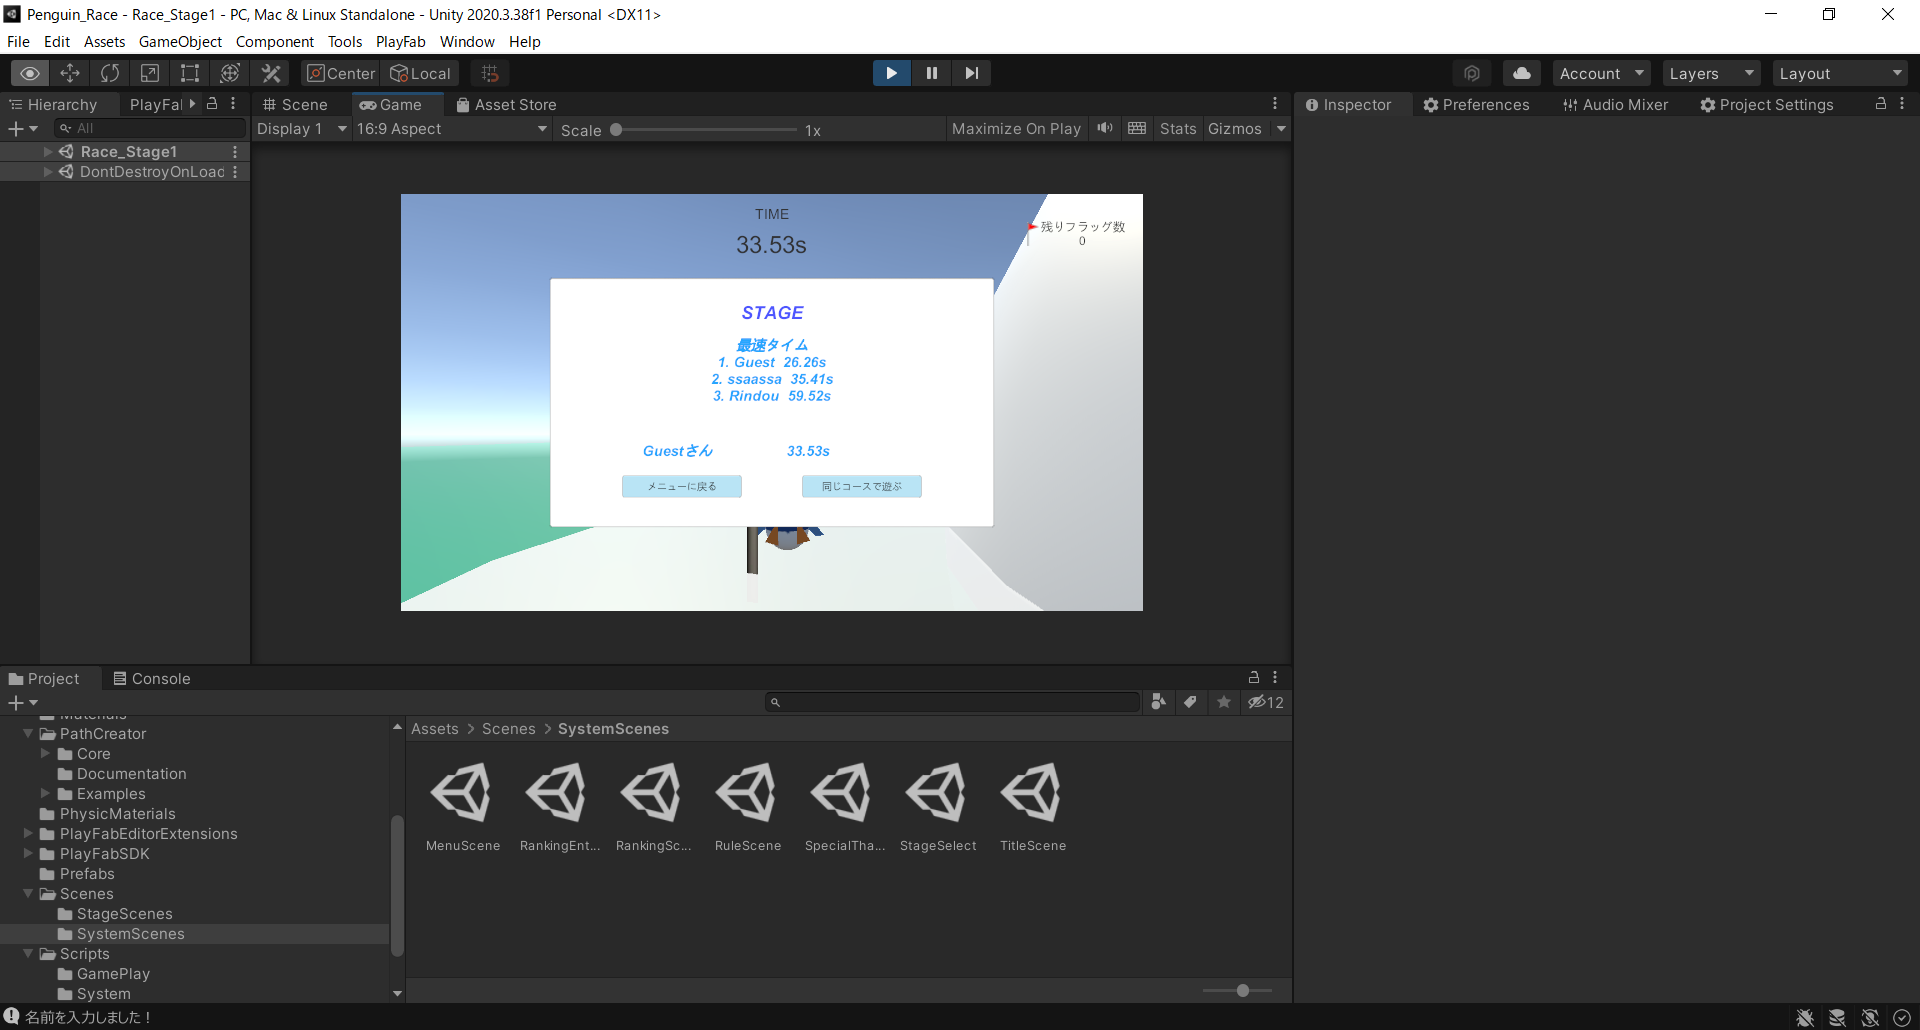 Penguin_Race - Race_Stage1 - PC, Mac & Linux Standalone - Unity 2020.3.38f1 Personal <DX11>
File Edit Assets GameObject Component Tools PlayFab Window Help
Center Local Account Layers Layout
Hierarchy PlayFal Scene Game Asset Store Inspector Preferences Audio Mixer Project Settings
All Display 1 16:9 Aspect Scale 1x Maximize On Play Stats Gizmos
Race_Stage1
DontDestroyOnLoad
TIME
33.53s
残りフラッグ数
0
STAGE
最速タイム
1. Guest 26.26s
2. ssaassa 35.41s
3. Rindou 59.52s
Guestさん 33.53s
メニューに戻る 同じコースで遊ぶ
Project Console
12
Materials
Assets > Scenes > SystemScenes
PathCreator
Core
Documentation
Examples
PhysicMaterials
PlayFabEditorExtensions
PlayFabSDK
Prefabs
Scenes
StageScenes
SystemScenes
Scripts
GamePlay
System
MenuScene RankingEnt... RankingSc... RuleScene SpecialTha... StageSelect TitleScene
名前を入力しました！